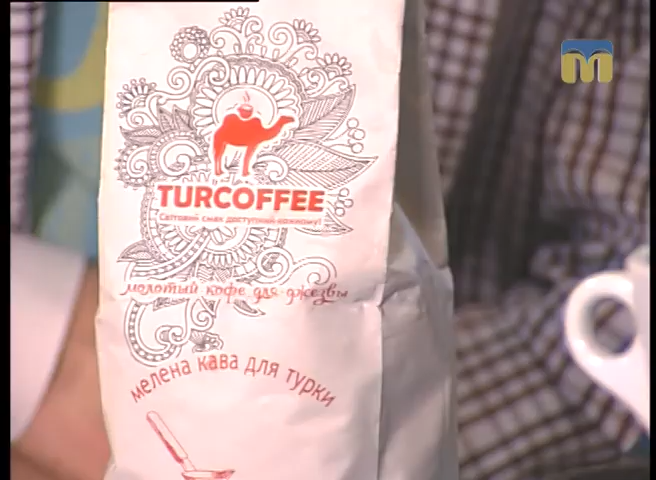 TURCOFFEE
Світовий смак доступний кожному!
молотый кофе для джезвы
мелена кава для турки